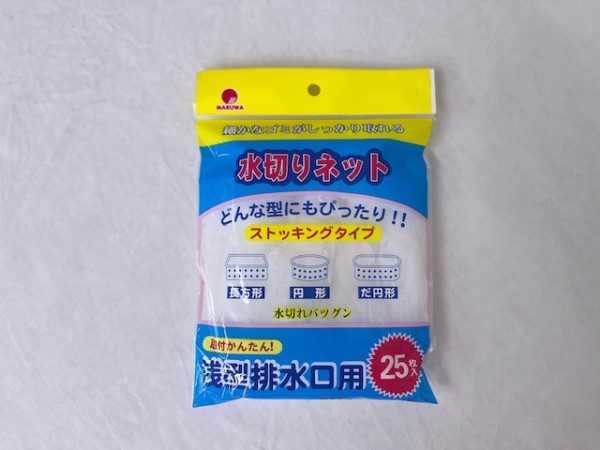 MARUWA
細かなゴミがしっかり取れる
水切りネット
どんな型にもぴったり!!
ストッキングタイプ
長方形 円形 だ円形
水切れバツグン
取付かんたん!
浅型排水口用
25枚入